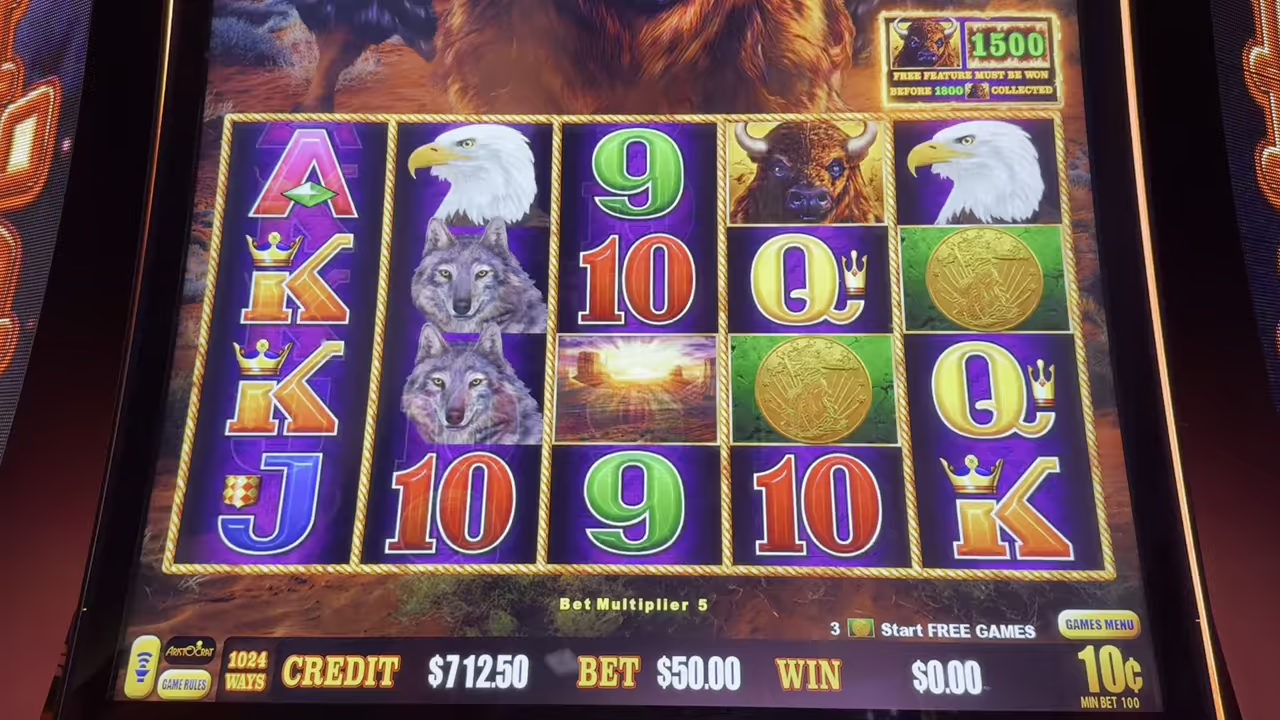 1500
FREE FEATURE MUST BE WON
BEFORE 1800 COLLECTED
A 9
K 10 Q
K Q
J 10 9 10 K
Bet Multiplier 5
3 Start FREE GAMES
GAMES MENU
ARISTOCRAT
GAME RULES
1024 WAYS
CREDIT $712.50 BET $50.00 WIN $0.00
10¢
MIN BET 100